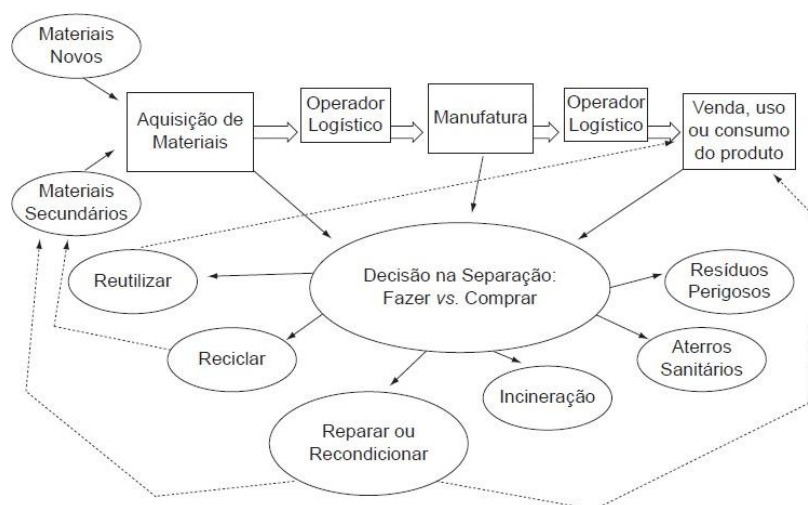 Materiais
Novos
Aquisição de
Materiais
Operador
Logístico
Manufatura
Operador
Logístico
Venda, uso
ou consumo
do produto
Materiais
Secundários
Reutilizar
Decisão na Separação:
Fazer vs. Comprar
Resíduos
Perigosos
Reciclar
Aterros
Sanitários
Incineração
Reparar ou
Recondicionar